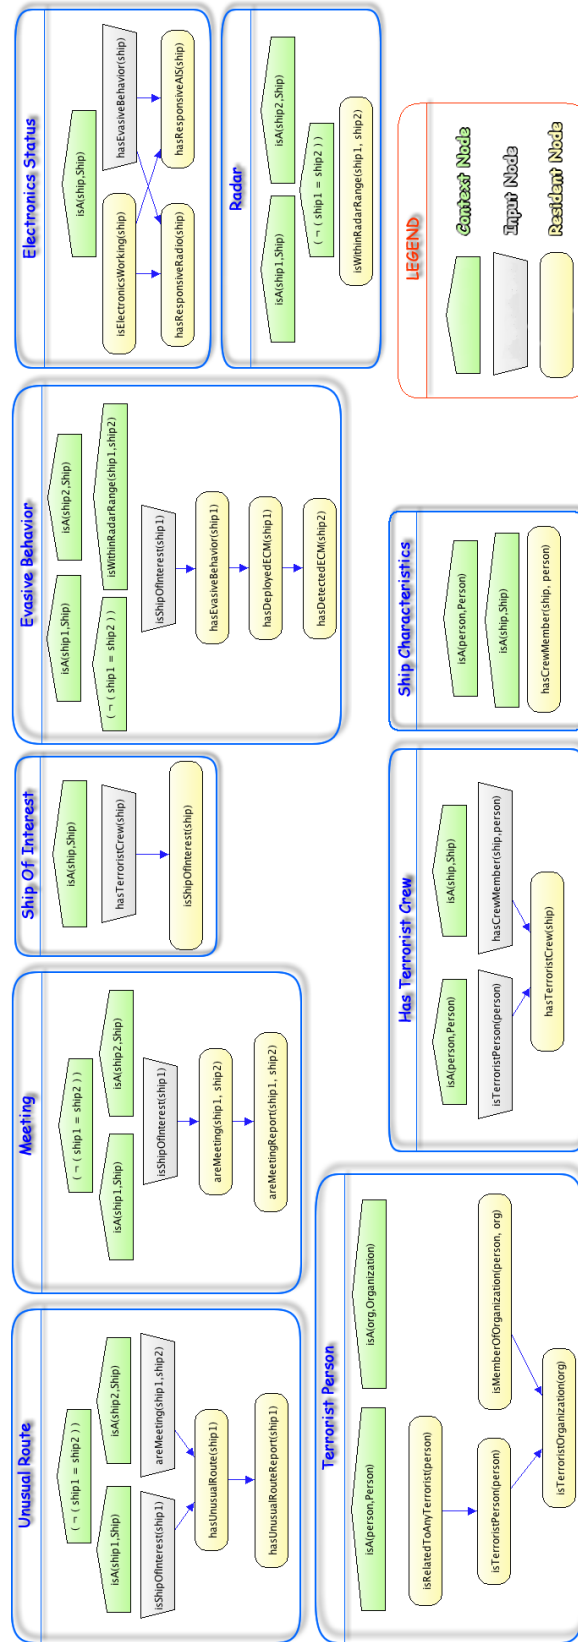 Unusual Route
( ¬ ( ship1 = ship2 ) )
isA(ship1,Ship)
isA(ship2,Ship)
isShipOfInterest(ship1)
areMeeting(ship1,ship2)
hasUnusualRoute(ship1)
hasUnusualRouteReport(ship1)
Meeting
( ¬ ( ship1 = ship2 ) )
isA(ship1,Ship)
isA(ship2,Ship)
isShipOfInterest(ship1)
areMeeting(ship1, ship2)
areMeetingReport(ship1, ship2)
Ship Of Interest
isA(ship,Ship)
hasTerroristCrew(ship)
isShipOfInterest(ship)
Evasive Behavior
isA(ship1,Ship)
isA(ship2,Ship)
( ¬ ( ship1 = ship2 ) )
isWithinRadarRange(ship1,ship2)
isShipOfInterest(ship1)
hasEvasiveBehavior(ship1)
hasDeployedECM(ship1)
hasDetectedECM(ship2)
Electronics Status
isA(ship,Ship)
isElectronicsWorking(ship)
hasEvasiveBehavior(ship)
hasResponsiveRadio(ship)
hasResponsiveAIS(ship)
Radar
isA(ship1,Ship)
isA(ship2,Ship)
( ¬ ( ship1 = ship2 ) )
isWithinRadarRange(ship1, ship2)
Terrorist Person
isA(person,Person)
isA(org,Organization)
isRelatedToAnyTerrorist(person)
isTerroristPerson(person)
isMemberOfOrganization(person, org)
isTerroristOrganization(org)
Has Terrorist Crew
isA(person,Person)
isA(ship,Ship)
isTerroristPerson(person)
hasCrewMember(ship,person)
hasTerroristCrew(ship)
Ship Characteristics
isA(person,Person)
isA(ship,Ship)
hasCrewMember(ship, person)
LEGEND
Context Node
Input Node
Resident Node